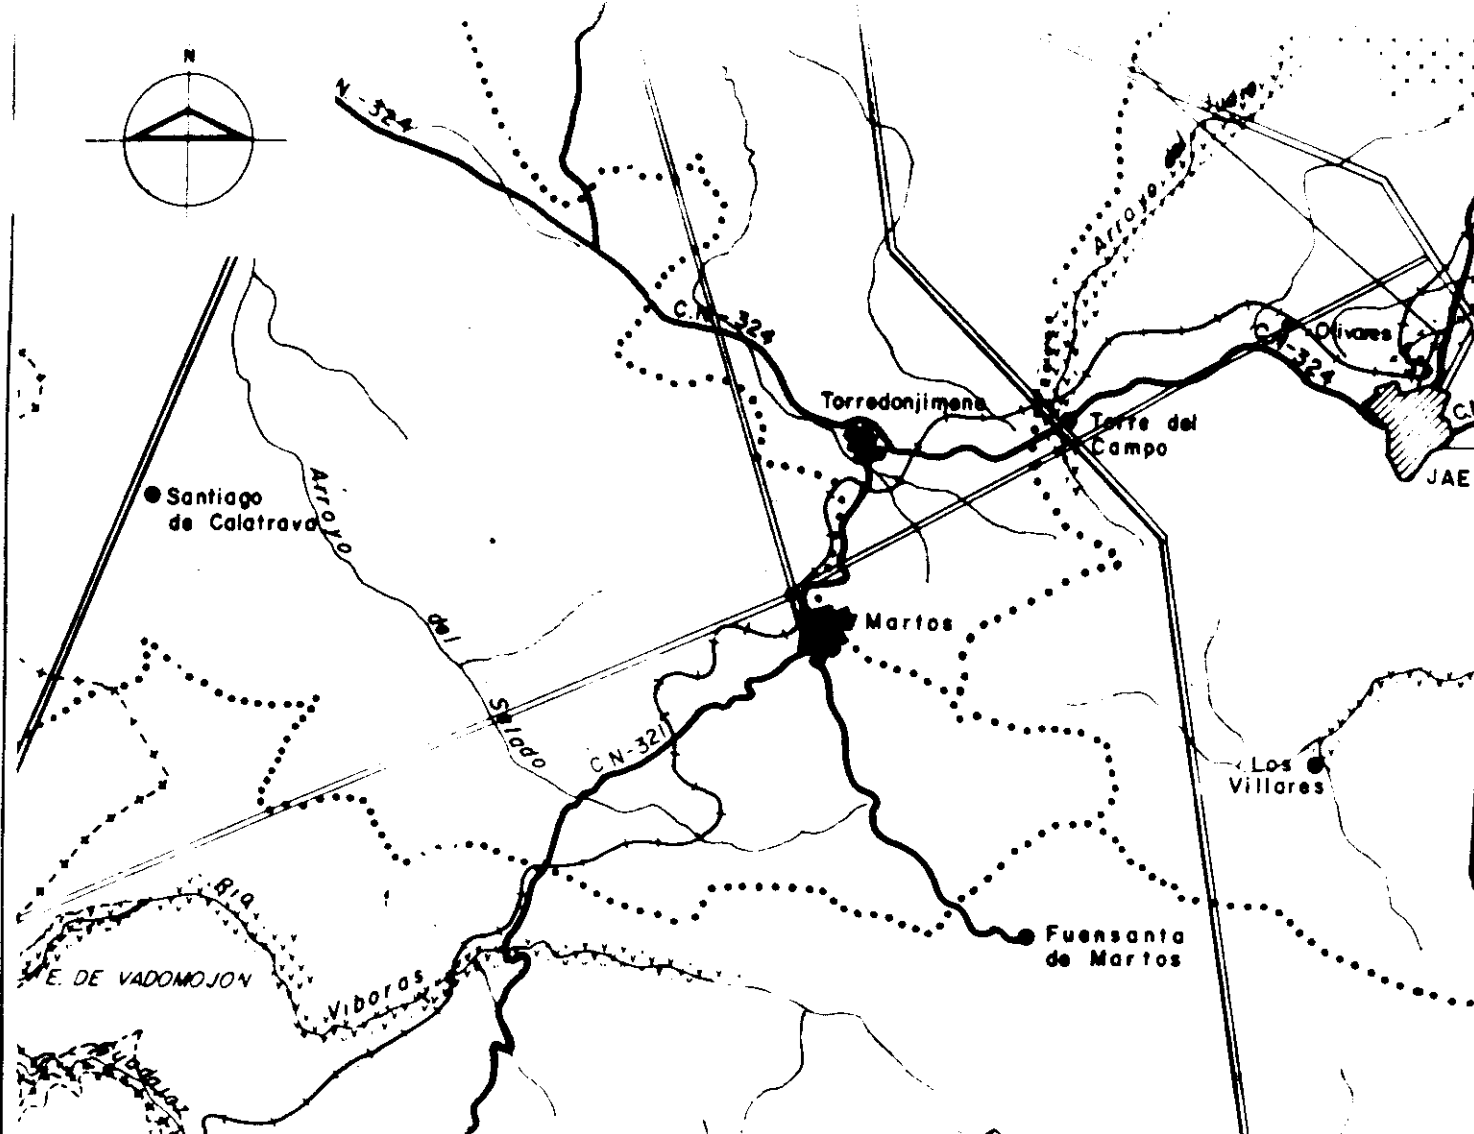 N
N-324
C.N-324
Arroyo
Olivares
C.N-324
Torredonjimeno
Torre del
Campo
JAE
Santiago
de Calatrava
Arroyo
del
Salado
Martos
C.N-321
Los
Villares
Rio
Viboras
E. DE VADOMOJON
Fuensanta
de Martos